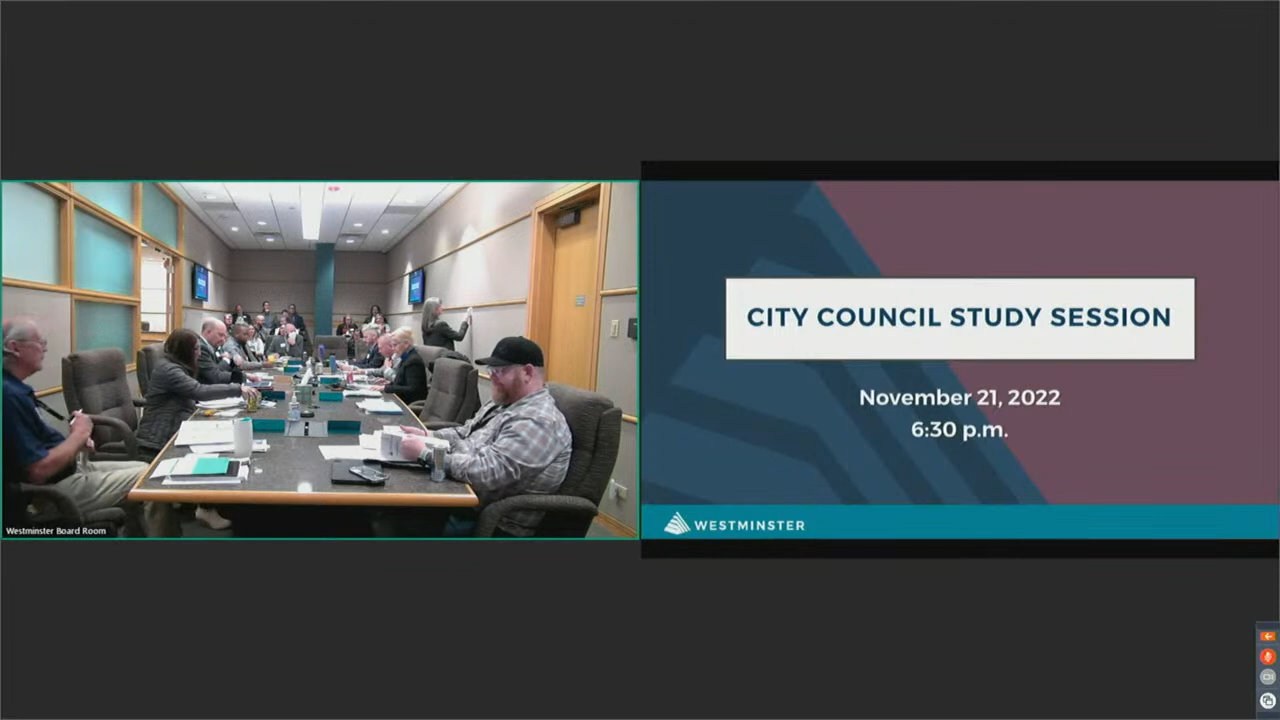 CITY COUNCIL STUDY SESSION
November 21, 2022
6:30 p.m.
WESTMINSTER
Westminster Board Room